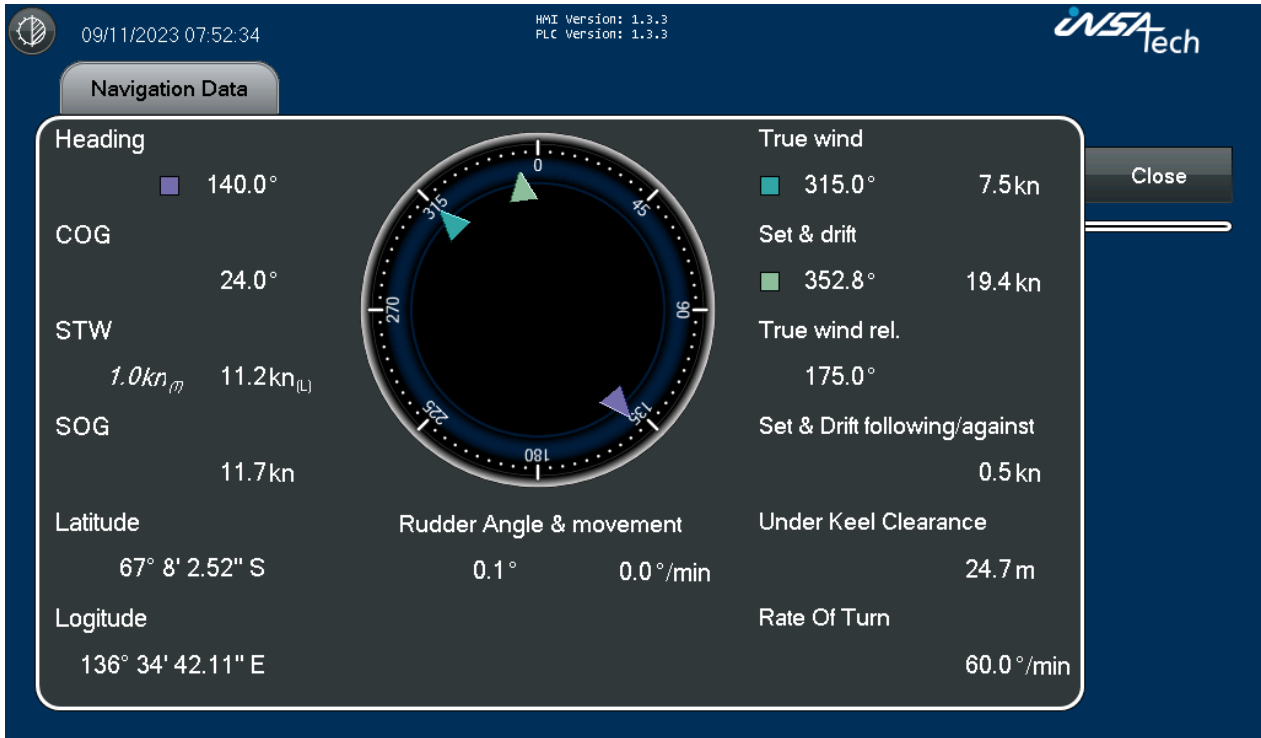 09/11/2023 07:52:34
HMI Version: 1.3.3
PLC Version: 1.3.3
iNSATech
Navigation Data
Close
Heading
140.0°
COG
24.0°
STW
1.0kn(T) 11.2kn(L)
SOG
11.7kn
Latitude
67° 8' 2.52" S
Logitude
136° 34' 42.11" E
0
45
90
135
180
225
270
315
Rudder Angle & movement
0.1° 0.0°/min
True wind
315.0° 7.5kn
Set & drift
352.8° 19.4kn
True wind rel.
175.0°
Set & Drift following/against
0.5kn
Under Keel Clearance
24.7m
Rate Of Turn
60.0°/min